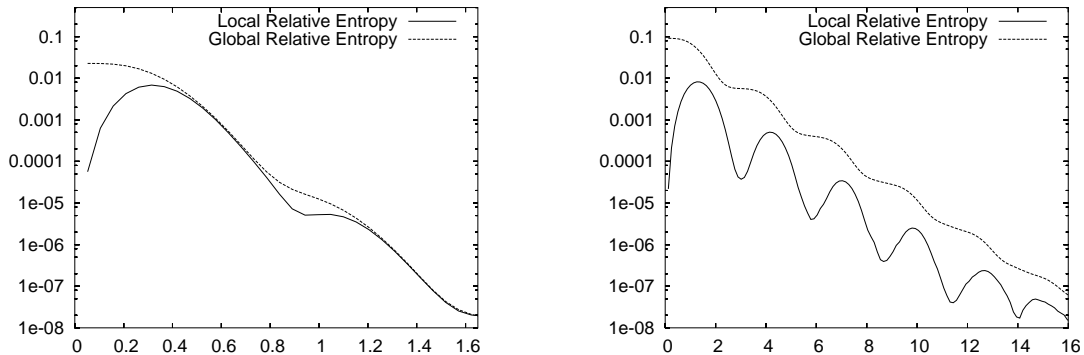 Local Relative Entropy
Global Relative Entropy
0.1
0.01
0.001
0.0001
1e-05
1e-06
1e-07
1e-08
0 0.2 0.4 0.6 0.8 1 1.2 1.4 1.6
Local Relative Entropy
Global Relative Entropy
0.1
0.01
0.001
0.0001
1e-05
1e-06
1e-07
1e-08
0 2 4 6 8 10 12 14 16